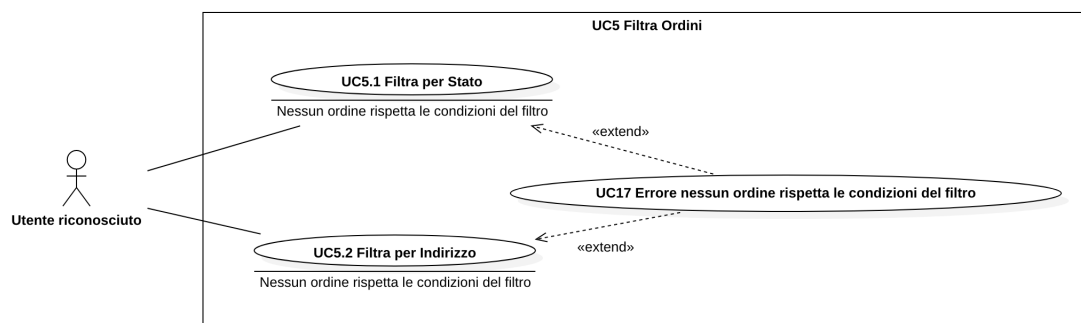 UC5 Filtra Ordini
UC5.1 Filtra per Stato
Nessun ordine rispetta le condizioni del filtro
«extend»
UC17 Errore nessun ordine rispetta le condizioni del filtro
Utente riconosciuto
«extend»
UC5.2 Filtra per Indirizzo
Nessun ordine rispetta le condizioni del filtro